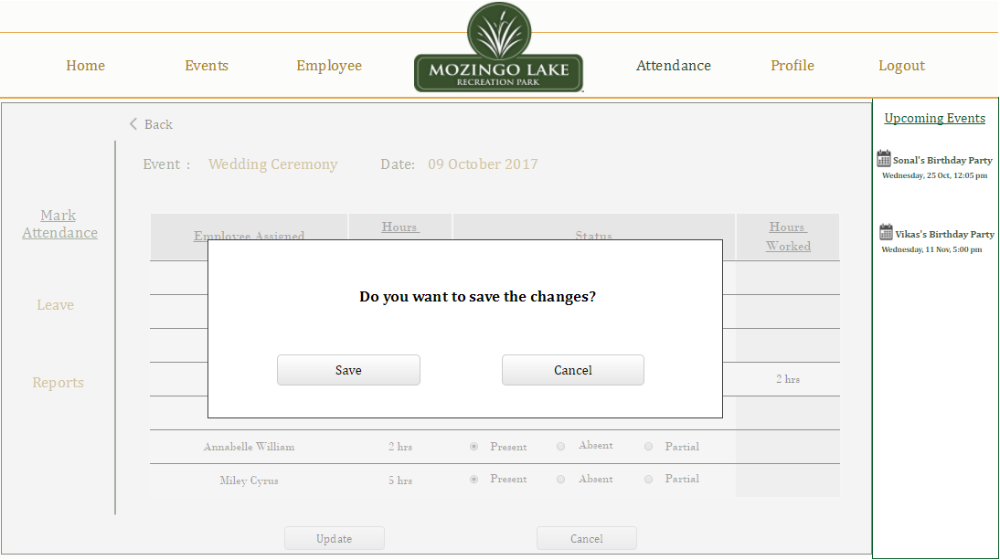 Home
Events
Employee
MOZINGO LAKE
RECREATION PARK
Attendance
Profile
Logout
Back
Event : Wedding Ceremony Date: 09 October 2017
Mark
Attendance
Leave
Reports
Employee Assigned
Hours
Status
Hours
Worked
Do you want to save the changes?
Save
Cancel
2 hrs
Annabelle William 2 hrs Present Absent Partial
Miley Cyrus 5 hrs Present Absent Partial
Update
Cancel
Upcoming Events
Sonal's Birthday Party
Wednesday, 25 Oct, 12:05 pm
Vikas's Birthday Party
Wednesday, 11 Nov, 5:00 pm